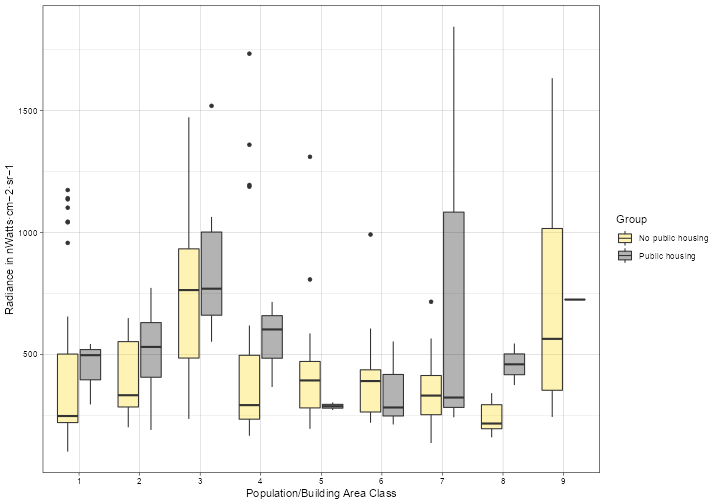 Radiance in nWatts·cm−2·sr−1
1500
1000
500
1 2 3 4 5 6 7 8 9
Population/Building Area Class
Group
No public housing
Public housing